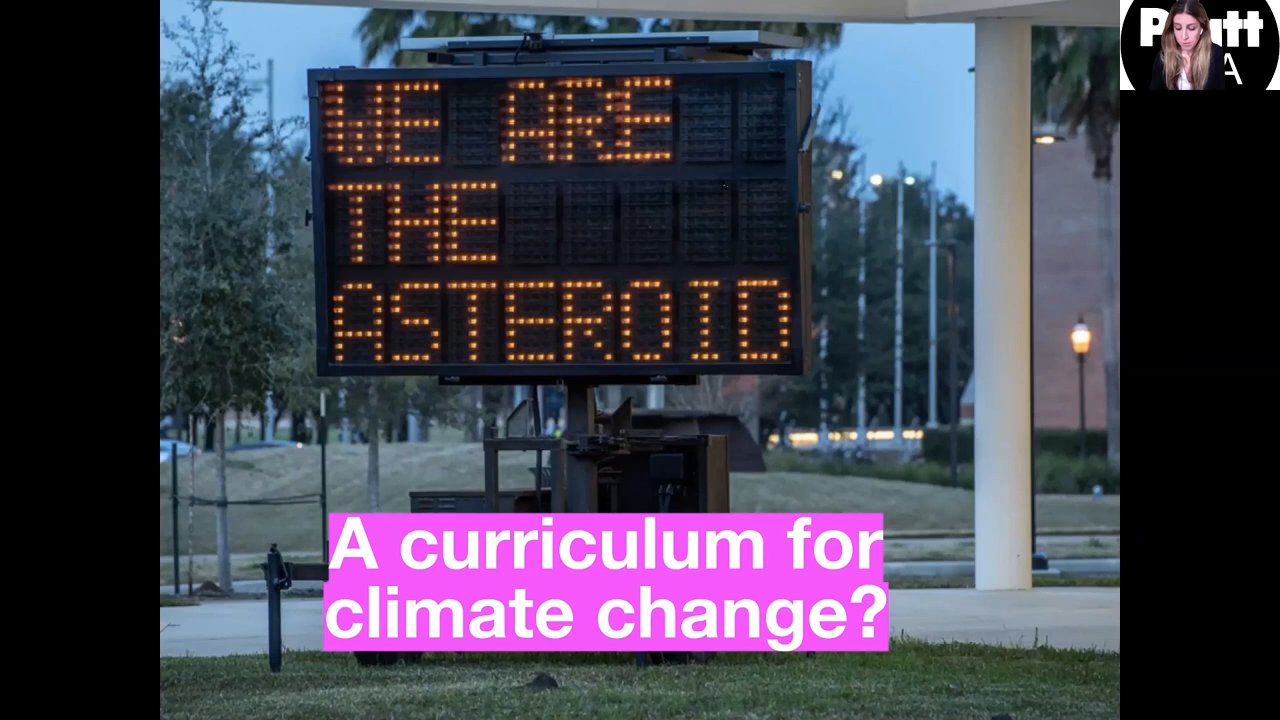 WE ARE
THE
ASTEROID
A curriculum for
climate change?